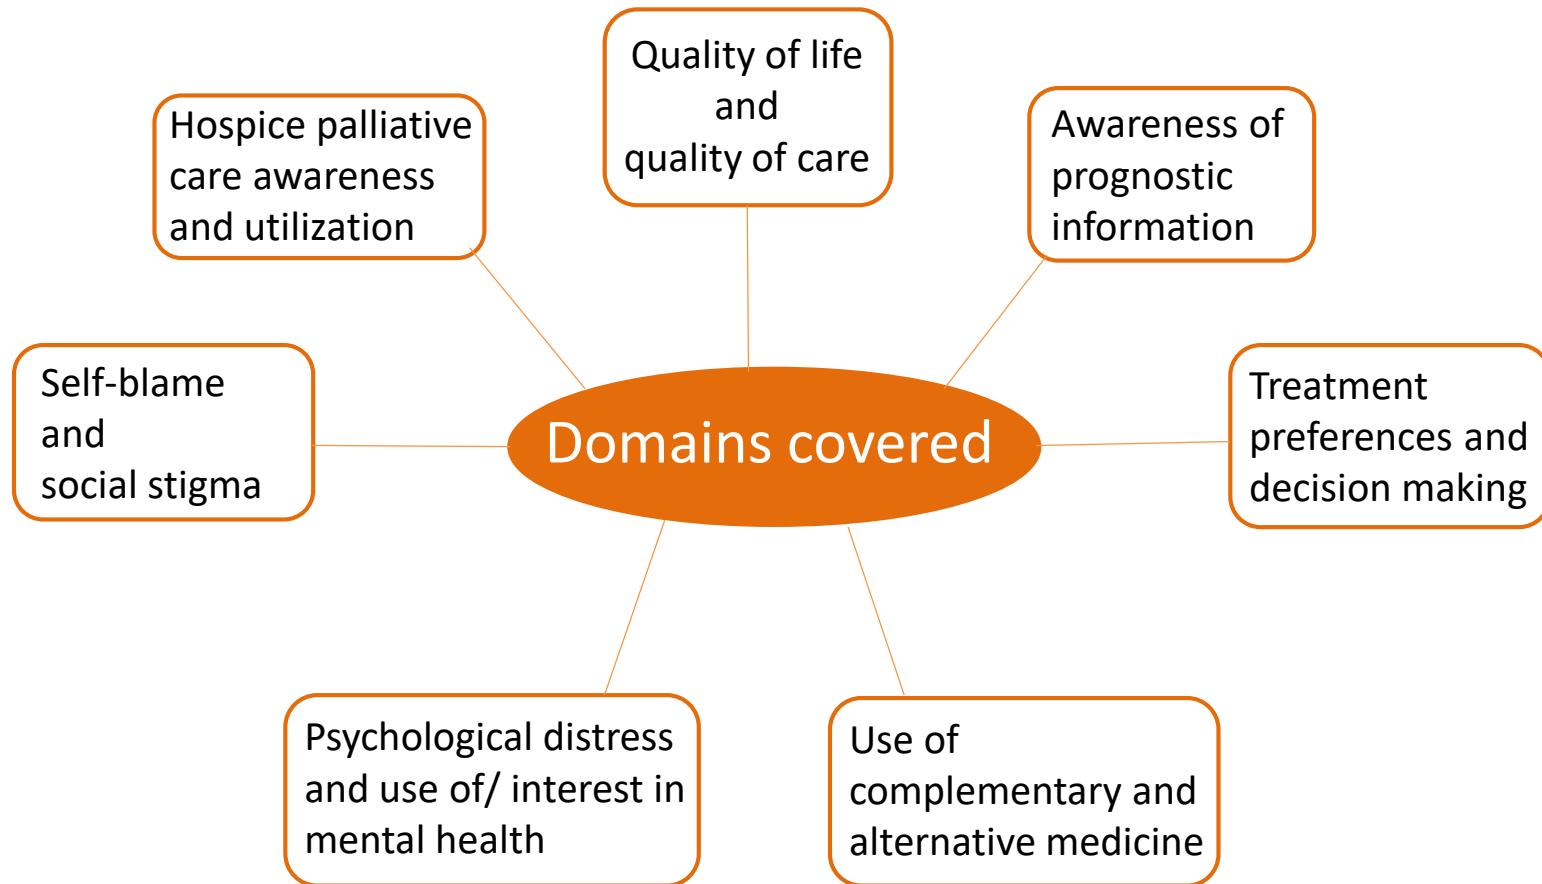 Quality of life
and
quality of care
Hospice palliative
care awareness
and utilization
Awareness of
prognostic
information
Self-blame
and
social stigma
Domains covered
Treatment
preferences and
decision making
Psychological distress
and use of/ interest in
mental health
Use of
complementary and
alternative medicine